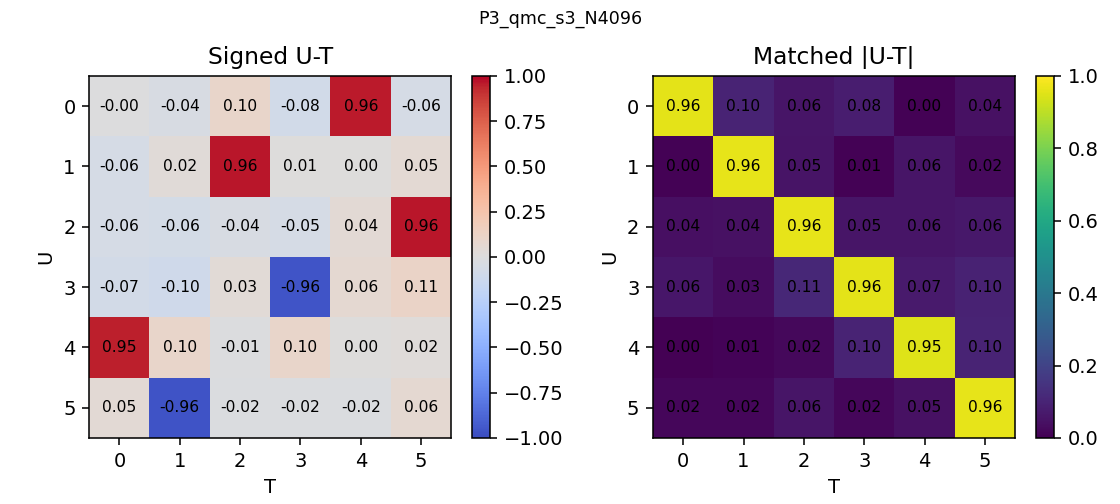 P3_qmc_s3_N4096
Signed U-T
Matched |U-T|
U
0 -0.00 -0.04 0.10 -0.08 0.96 -0.06
1 -0.06 0.02 0.96 0.01 0.00 0.05
2 -0.06 -0.06 -0.04 -0.05 0.04 0.96
3 -0.07 -0.10 0.03 -0.96 0.06 0.11
4 0.95 0.10 -0.01 0.10 0.00 0.02
5 0.05 -0.96 -0.02 -0.02 -0.02 0.06
0 1 2 3 4 5
T
1.00
0.75
0.50
0.25
0.00
−0.25
−0.50
−0.75
−1.00
U
0 0.96 0.10 0.06 0.08 0.00 0.04
1 0.00 0.96 0.05 0.01 0.06 0.02
2 0.04 0.04 0.96 0.05 0.06 0.06
3 0.06 0.03 0.11 0.96 0.07 0.10
4 0.00 0.01 0.02 0.10 0.95 0.10
5 0.02 0.02 0.06 0.02 0.05 0.96
0 1 2 3 4 5
T
1.0
0.8
0.6
0.4
0.2
0.0